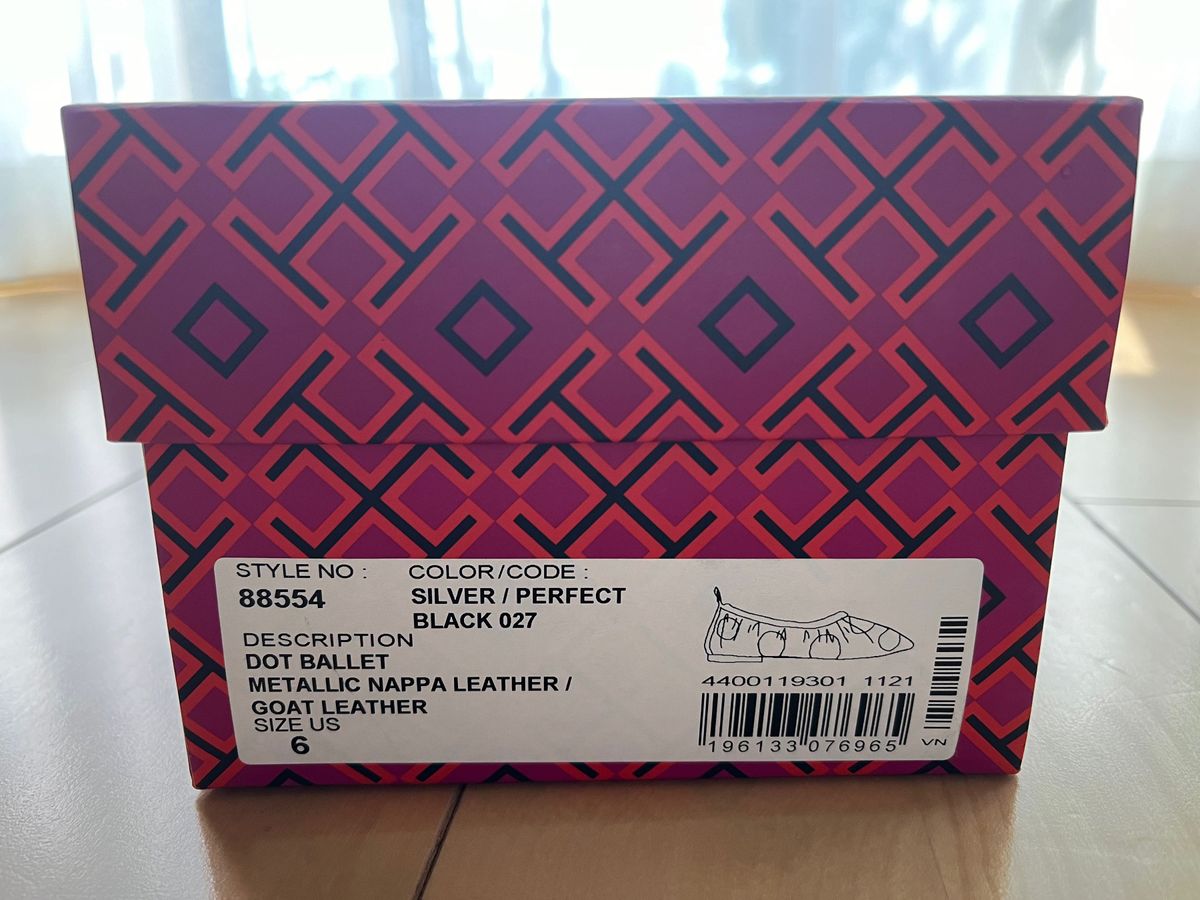 STYLE NO : COLOR/CODE :
88554 SILVER / PERFECT
BLACK 027
DESCRIPTION
DOT BALLET
METALLIC NAPPA LEATHER /
GOAT LEATHER
SIZE US
6
4400119301 1121
196133 076965
VN